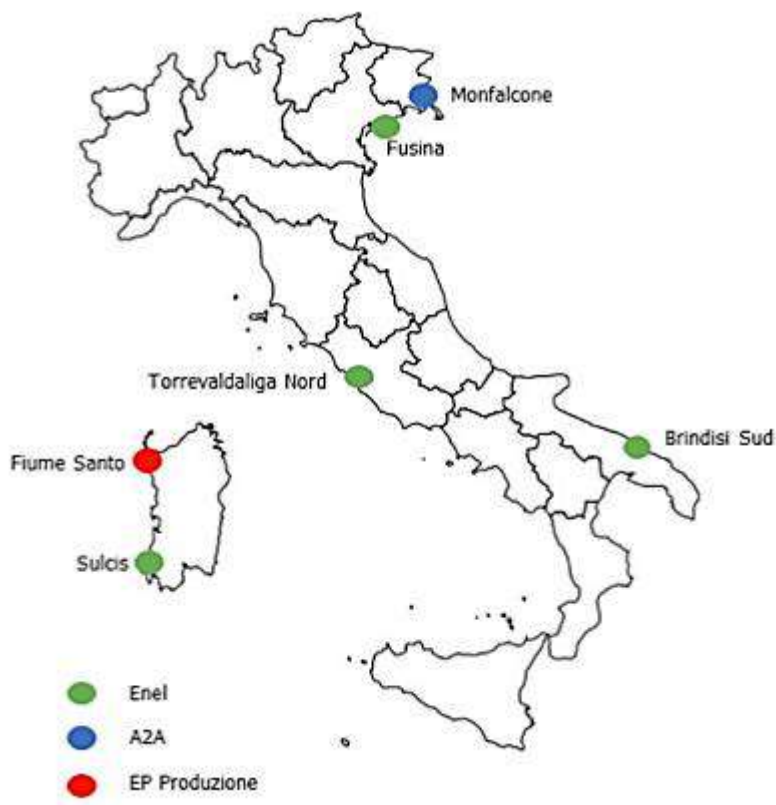 Monfalcone
Fusina
Torrevaldaliga Nord
Brindisi Sud
Fiume Santo
Sulcis
Enel
A2A
EP Produzione